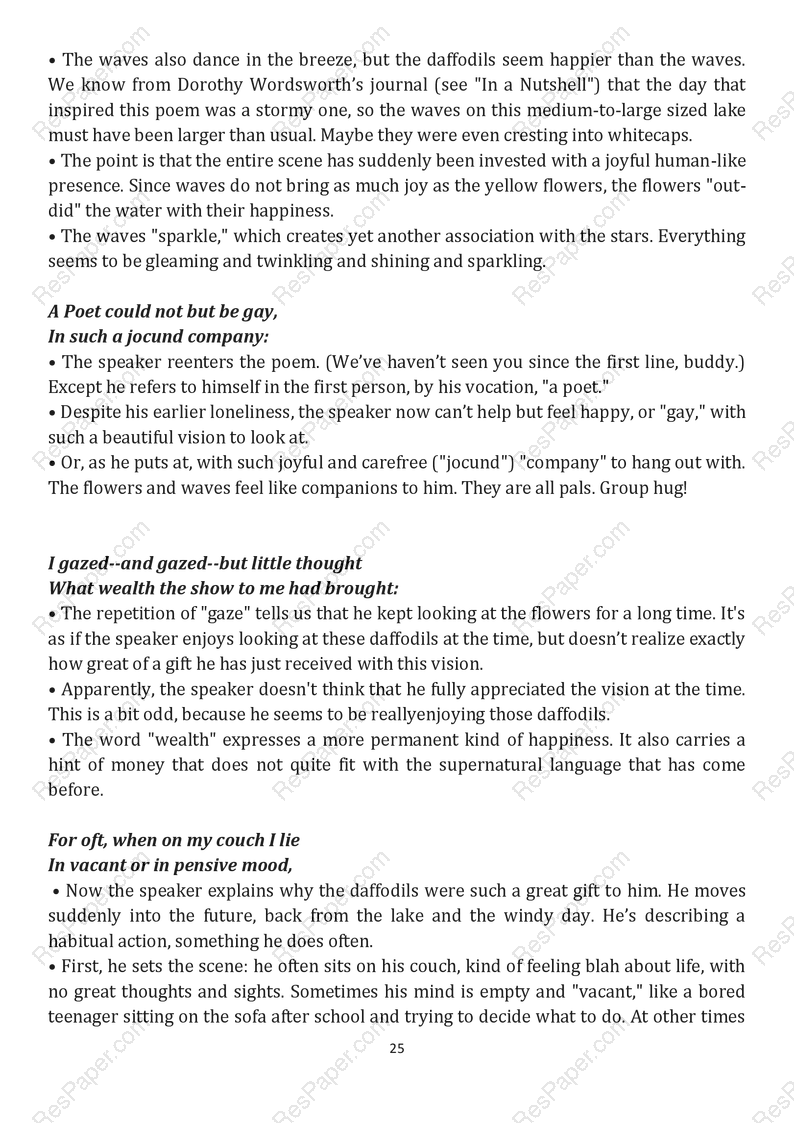 • The waves also dance in the breeze, but the daffodils seem happier than the waves.
We know from Dorothy Wordsworth’s journal (see "In a Nutshell") that the day that
inspired this poem was a stormy one, so the waves on this medium-to-large sized lake
must have been larger than usual. Maybe they were even cresting into whitecaps.
• The point is that the entire scene has suddenly been invested with a joyful human-like
presence. Since waves do not bring as much joy as the yellow flowers, the flowers "out-
did" the water with their happiness.
• The waves "sparkle," which creates yet another association with the stars. Everything
seems to be gleaming and twinkling and shining and sparkling.
A Poet could not but be gay,
In such a jocund company:
• The speaker reenters the poem. (We’ve haven’t seen you since the first line, buddy.)
Except he refers to himself in the first person, by his vocation, "a poet."
• Despite his earlier loneliness, the speaker now can’t help but feel happy, or "gay," with
such a beautiful vision to look at.
• Or, as he puts at, with such joyful and carefree ("jocund") "company" to hang out with.
The flowers and waves feel like companions to him. They are all pals. Group hug!
I gazed--and gazed--but little thought
What wealth the show to me had brought:
• The repetition of "gaze" tells us that he kept looking at the flowers for a long time. It's
as if the speaker enjoys looking at these daffodils at the time, but doesn’t realize exactly
how great of a gift he has just received with this vision.
• Apparently, the speaker doesn't think that he fully appreciated the vision at the time.
This is a bit odd, because he seems to be reallyenjoying those daffodils.
• The word "wealth" expresses a more permanent kind of happiness. It also carries a
hint of money that does not quite fit with the supernatural language that has come
before.
For oft, when on my couch I lie
In vacant or in pensive mood,
• Now the speaker explains why the daffodils were such a great gift to him. He moves
suddenly into the future, back from the lake and the windy day. He’s describing a
habitual action, something he does often.
• First, he sets the scene: he often sits on his couch, kind of feeling blah about life, with
no great thoughts and sights. Sometimes his mind is empty and "vacant," like a bored
teenager sitting on the sofa after school and trying to decide what to do. At other times
25